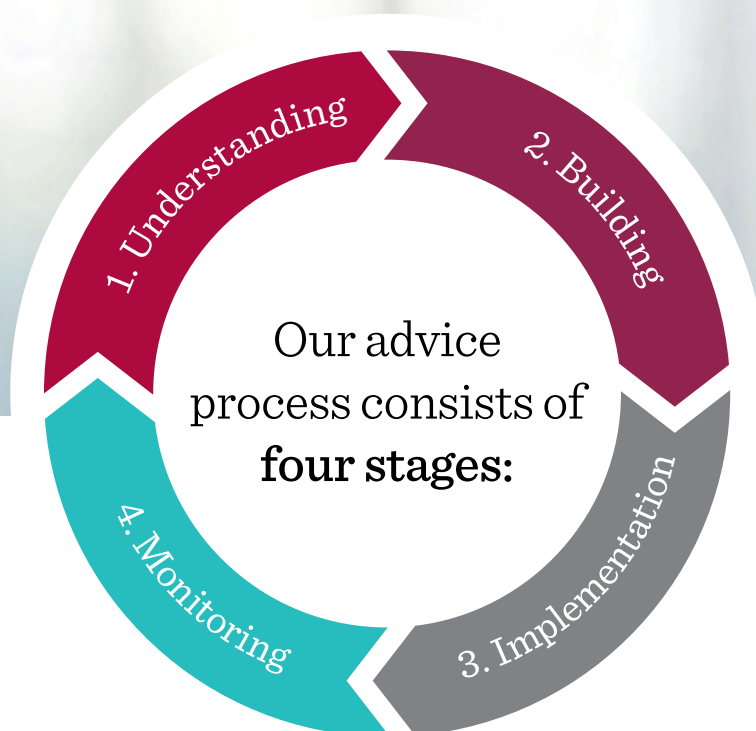 Our advice
process consists of
four stages:
1. Understanding
2. Building
3. Implementation
4. Monitoring